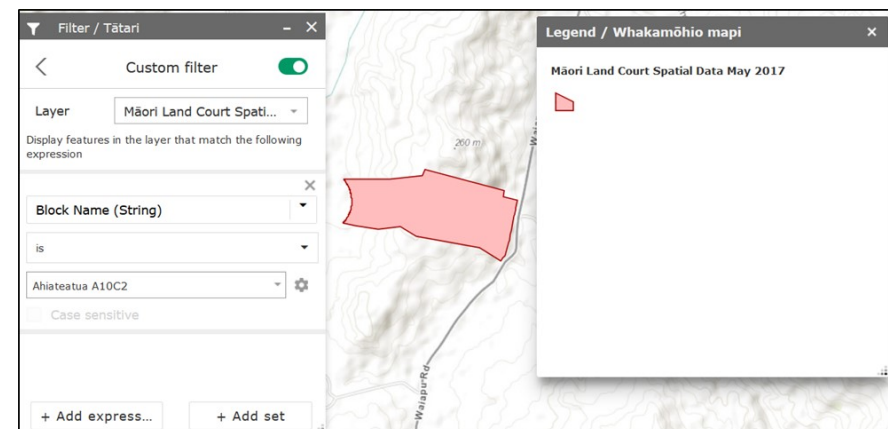 Filter / Tātari
Custom filter
Layer
Māori Land Court Spati...
Display features in the layer that match the following
expression
Block Name (String)
is
Ahiateatua A10C2
Case sensitive
+ Add express...
+ Add set
260 m
Waiapu Rd
Legend / Whakamōhio mapi
Māori Land Court Spatial Data May 2017